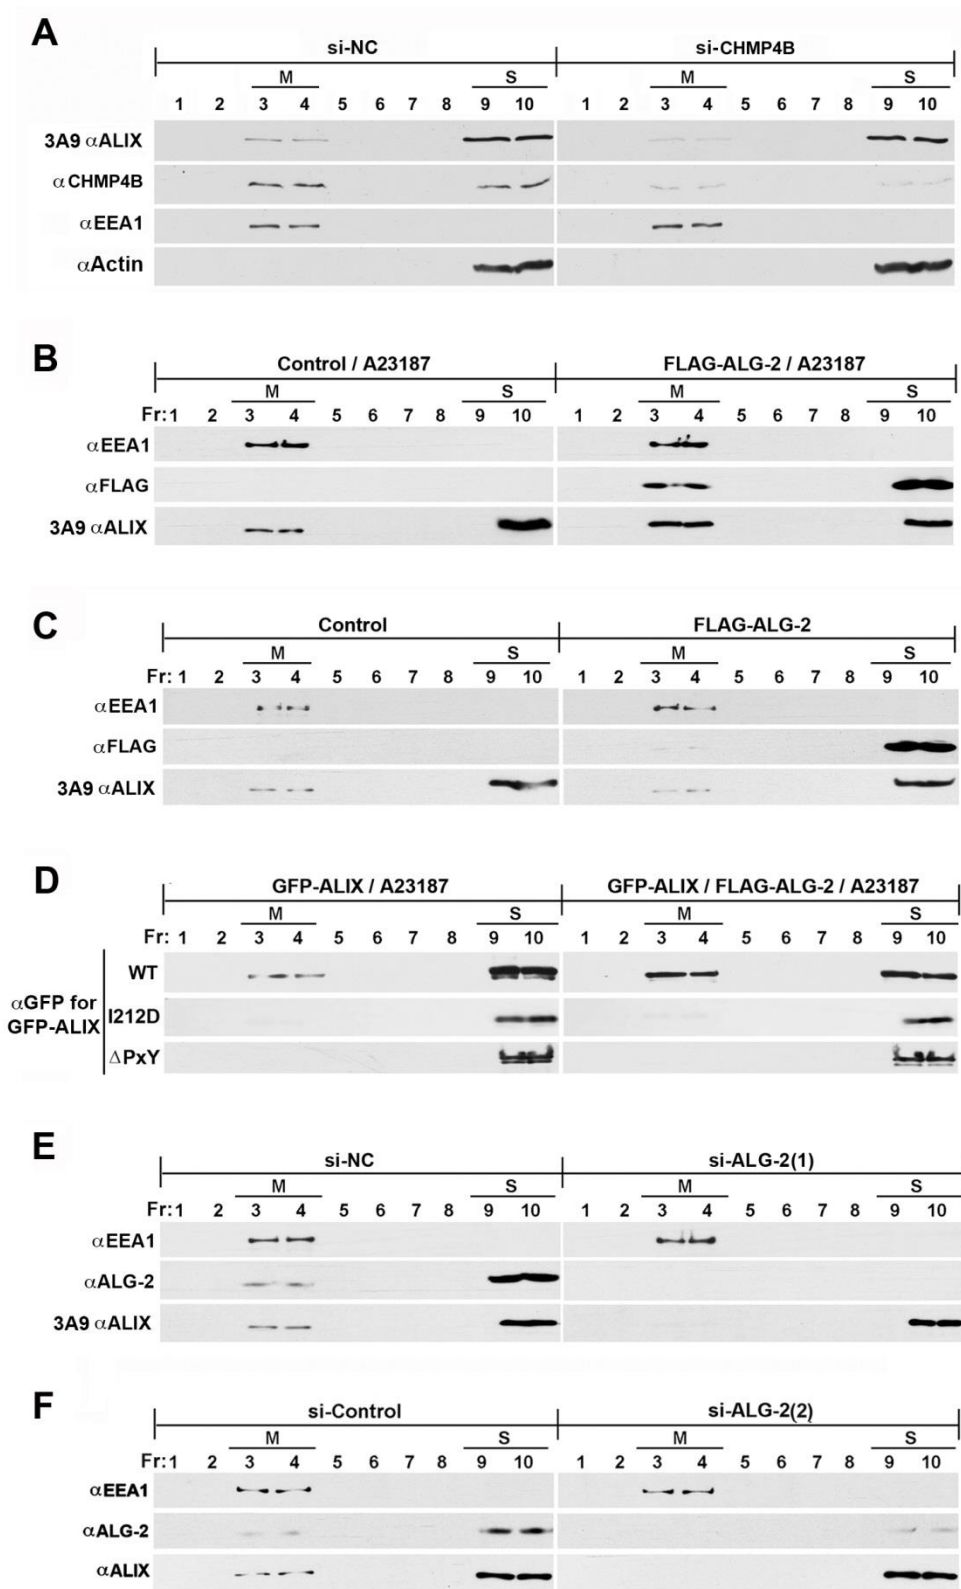 A
si-NC si-CHMP4B
M S M S
1 2 3 4 5 6 7 8 9 10 1 2 3 4 5 6 7 8 9 10
3A9 αALIX
αCHMP4B
αEEA1
αActin
B
Control / A23187 FLAG-ALG-2 / A23187
M S M S
Fr:1 2 3 4 5 6 7 8 9 10 1 2 3 4 5 6 7 8 9 10
αEEA1
αFLAG
3A9 αALIX
C
Control FLAG-ALG-2
M S M S
Fr: 1 2 3 4 5 6 7 8 9 10 1 2 3 4 5 6 7 8 9 10
αEEA1
αFLAG
3A9 αALIX
D
GFP-ALIX / A23187 GFP-ALIX / FLAG-ALG-2 / A23187
M S M S
Fr: 1 2 3 4 5 6 7 8 9 10 1 2 3 4 5 6 7 8 9 10
αGFP for
GFP-ALIX
WT
I212D
ΔPxY
E
si-NC si-ALG-2(1)
M S M S
Fr:1 2 3 4 5 6 7 8 9 10 1 2 3 4 5 6 7 8 9 10
αEEA1
αALG-2
3A9 αALIX
F
si-Control si-ALG-2(2)
M S M S
Fr:1 2 3 4 5 6 7 8 9 10 1 2 3 4 5 6 7 8 9 10
αEEA1
αALG-2
αALIX